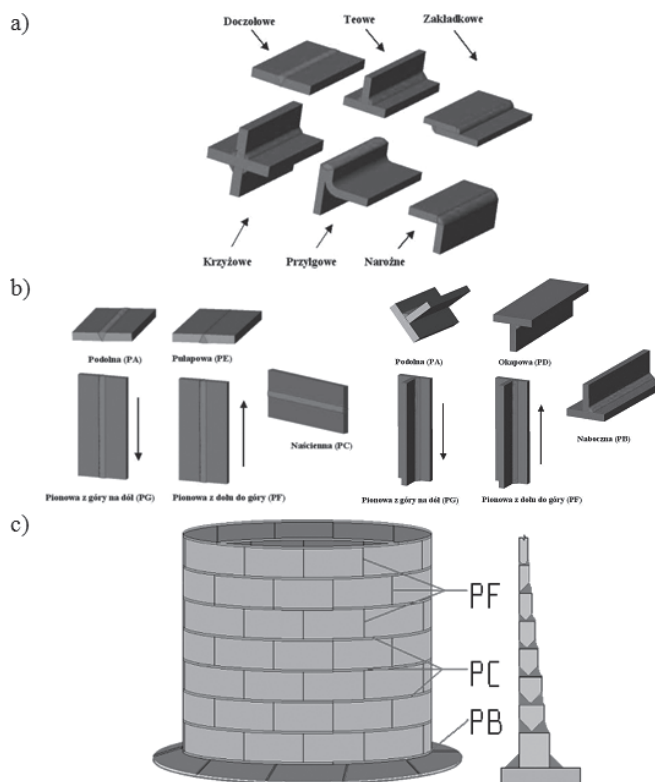 a)
Doczołowe
Teowe
Zakładkowe
Krzyżowe
Przylgowe
Narożne
b)
Podolna (PA)
Pułapowa (PE)
Podolna (PA)
Okapowa (PD)
Naścienna (PC)
Naboczna (PB)
Pionowa z góry na dól (PG)
Pionowa z dołu do góry (PF)
Pionowa z góry na dól (PG)
Pionowa z dołu do góry (PF)
c)
PF
PC
PB